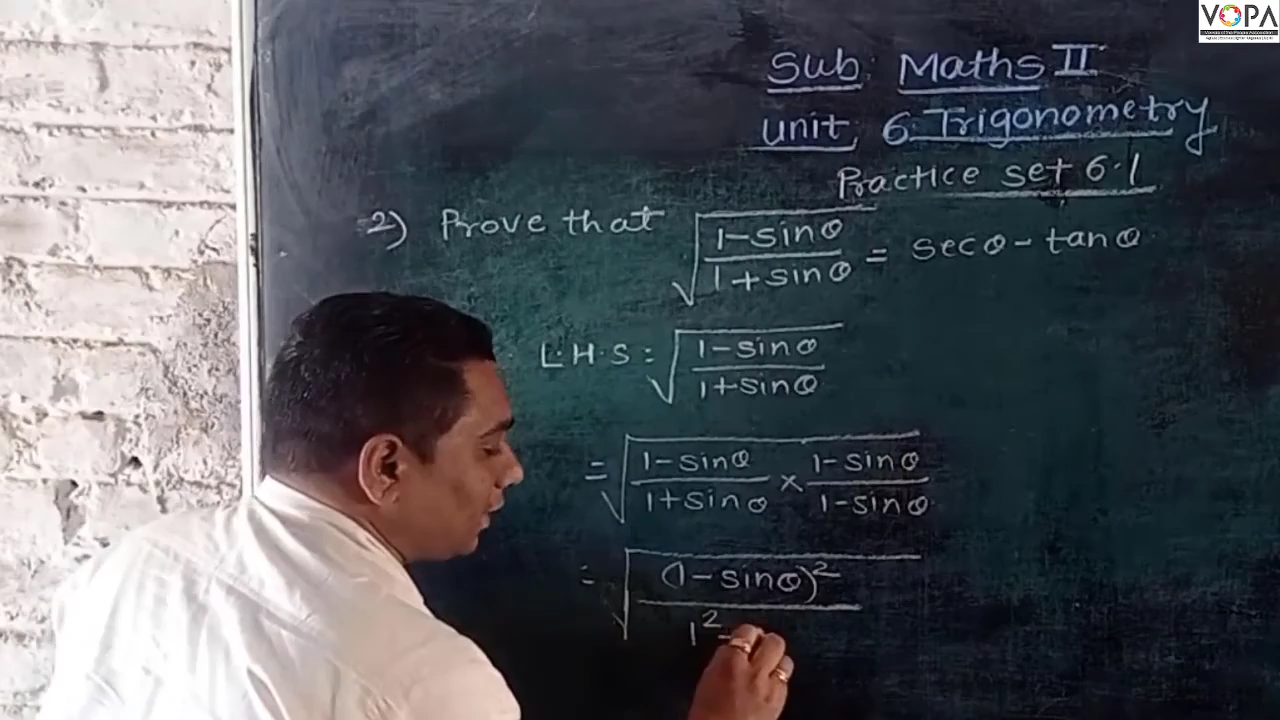 VOPA
Sub: Maths II
unit 6. Trigonometry
Practice set 6.1
2) Prove that √((1-sinθ)/(1+sinθ)) = secθ - tanθ
L.H.S = √((1-sinθ)/(1+sinθ))
= √((1-sinθ)/(1+sinθ) × (1-sinθ)/(1-sinθ))
= √((1-sinθ)²/1² -